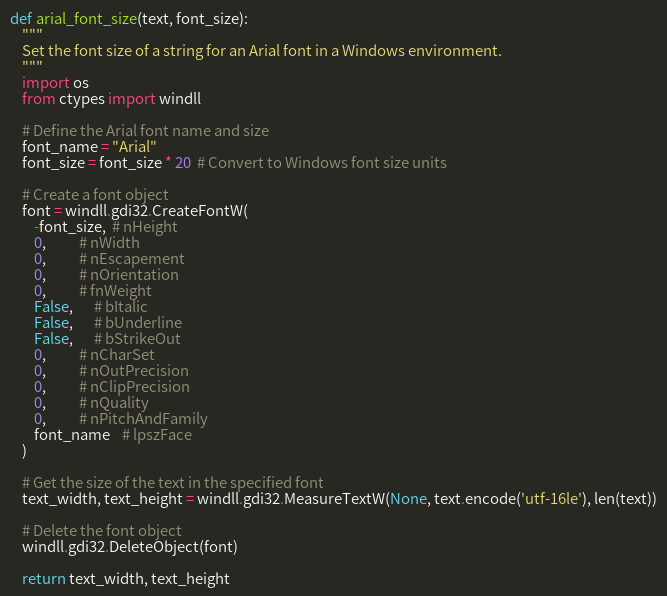 def arial_font_size(text, font_size):
"""
Set the font size of a string for an Arial font in a Windows environment.
"""
import os
from ctypes import windll
# Define the Arial font name and size
font_name = "Arial"
font_size = font_size * 20 # Convert to Windows font size units
# Create a font object
font = windll.gdi32.CreateFontW(
-font_size, # nHeight
0, # nWidth
0, # nEscapement
0, # nOrientation
0, # fnWeight
False, # bItalic
False, # bUnderline
False, # bStrikeOut
0, # nCharSet
0, # nOutPrecision
0, # nClipPrecision
0, # nQuality
0, # nPitchAndFamily
font_name # lpszFace
)
# Get the size of the text in the specified font
text_width, text_height = windll.gdi32.MeasureTextW(None, text.encode('utf-16le'), len(text))
# Delete the font object
windll.gdi32.DeleteObject(font)
return text_width, text_height